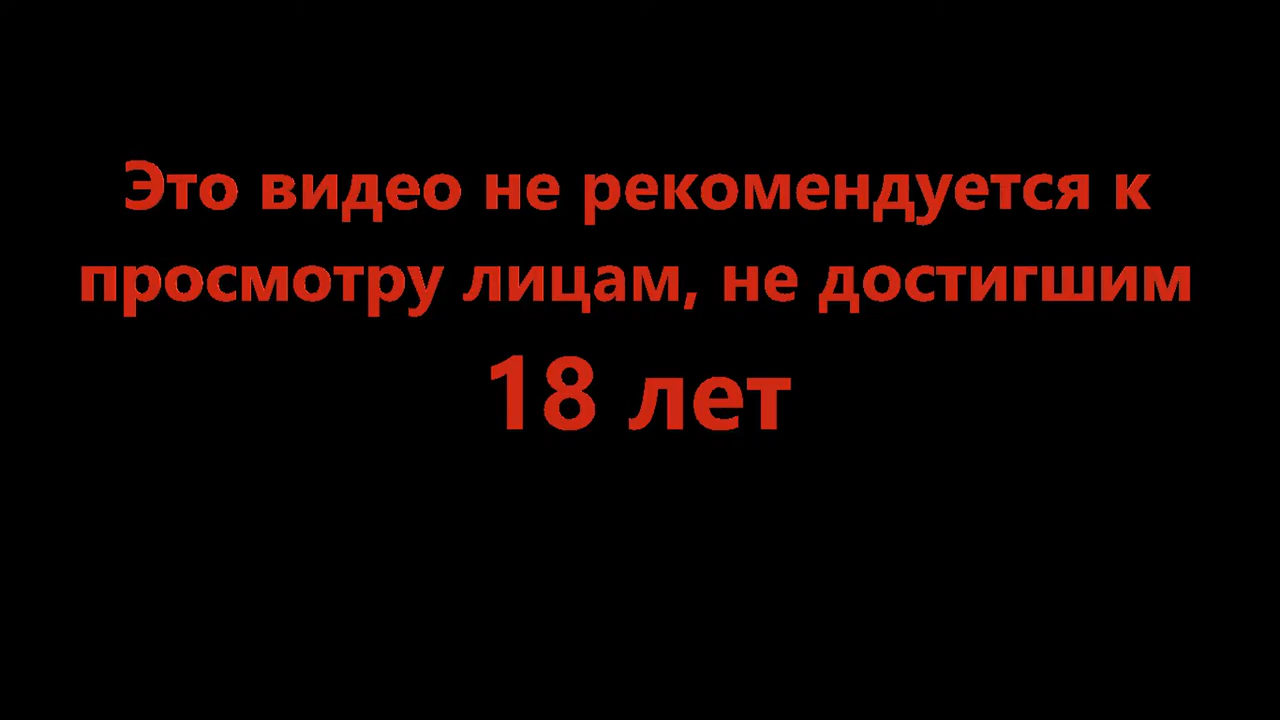 Это видео не рекомендуется к
просмотру лицам, не достигшим
18 лет